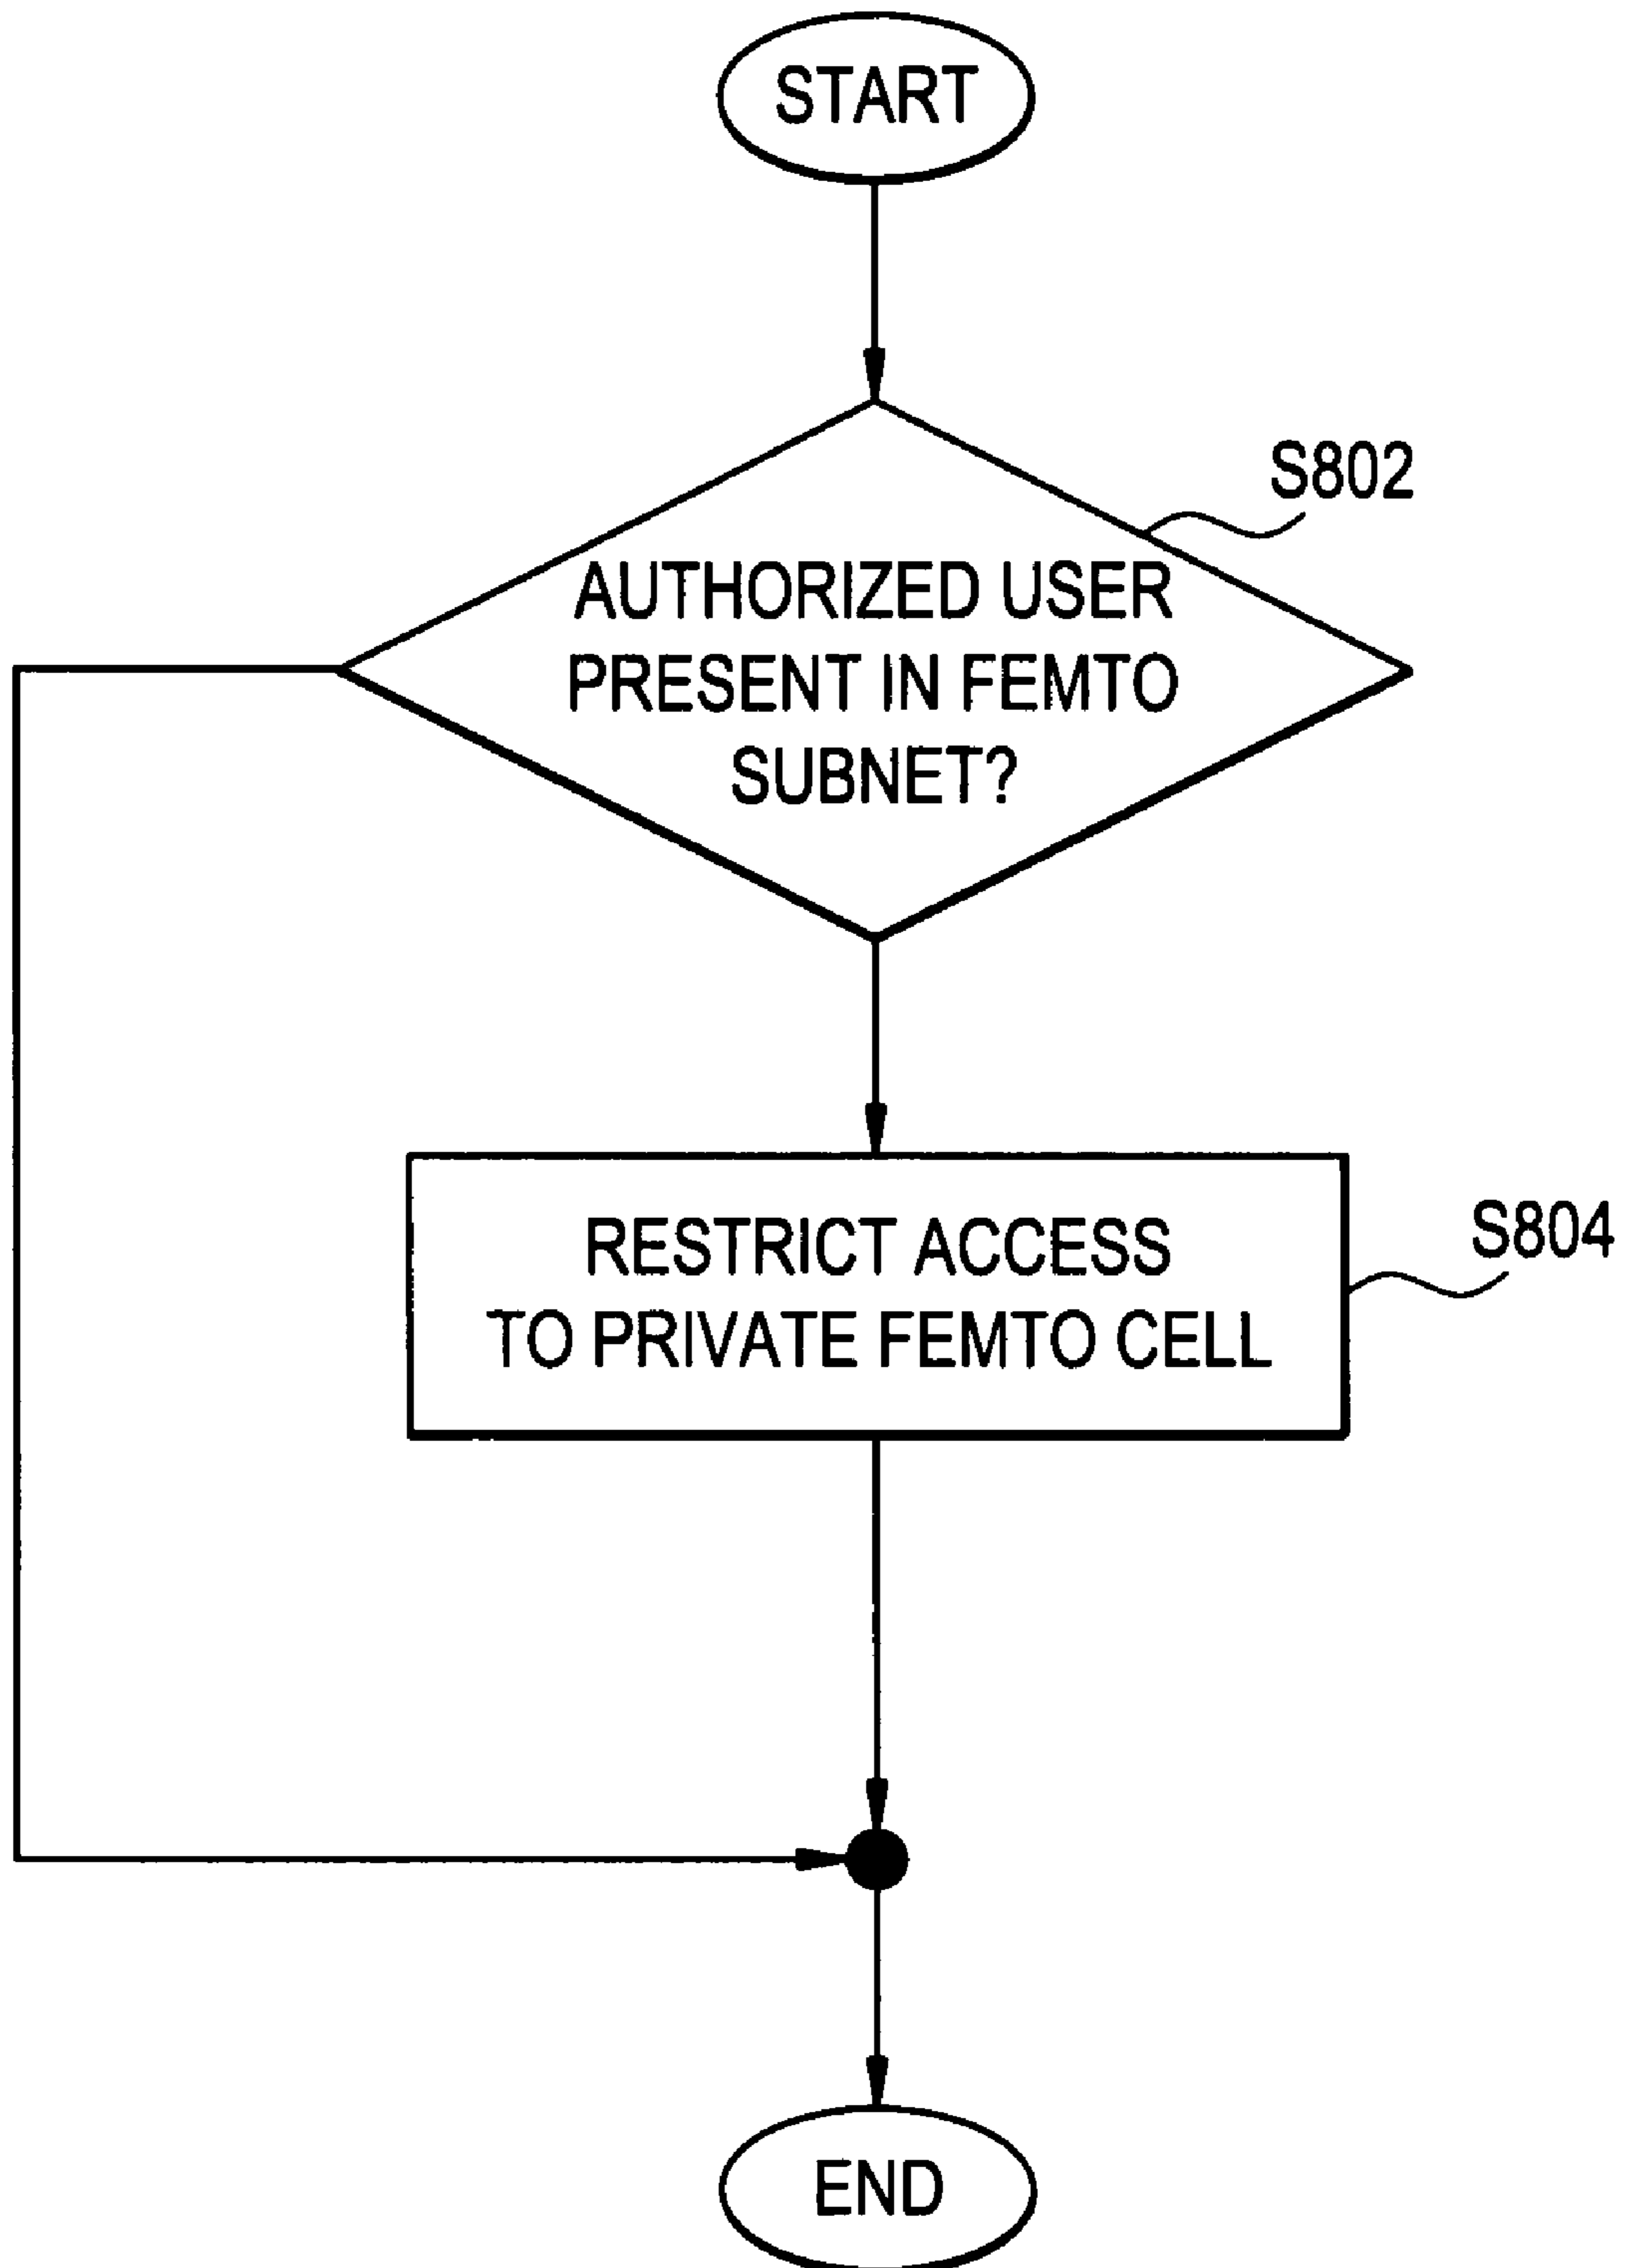 START
S802
AUTHORIZED USER
PRESENT IN FEMTO
SUBNET?
RESTRICT ACCESS
TO PRIVATE FEMTO CELL
S804
END